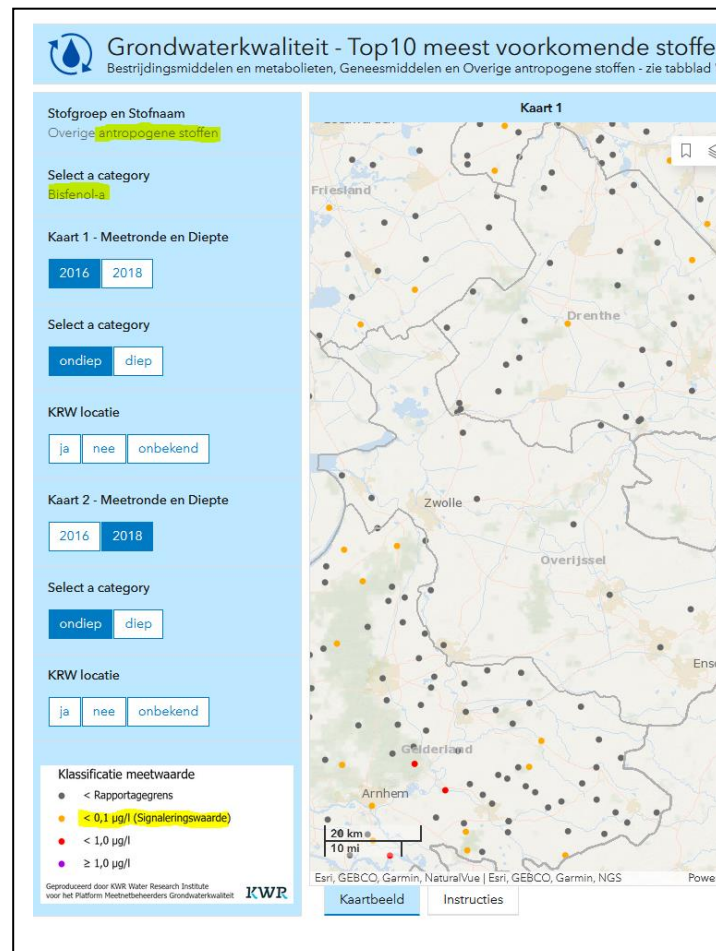 Grondwaterkwaliteit - Top10 meest voorkomende stoffe
Bestrijdingsmiddelen en metabolieten, Geneesmiddelen en Overige antropogene stoffen - zie tabblad '
Stofgroep en Stofnaam
Overige antropogene stoffen
Select a category
Bisfenol-a
Kaart 1 - Meetronde en Diepte
2016 2018
Select a category
ondiep diep
KRW locatie
ja nee onbekend
Kaart 2 - Meetronde en Diepte
2016 2018
Select a category
ondiep diep
KRW locatie
ja nee onbekend
Klassificatie meetwaarde
< Rapportagegrens
< 0,1 µg/l (Signaleringswaarde)
< 1,0 µg/l
≥ 1,0 µg/l
Geproduceerd door KWR Water Research Institute
voor het Platform Meetnetbeheerders Grondwaterkwaliteit
KWR
Kaart 1
Friesland
Drenthe
Zwolle
Overijssel
Ens
Gelderland
Arnhem
20 km
10 mi
Esri, GEBCO, Garmin, NaturalVue | Esri, GEBCO, Garmin, NGS
Powe
Kaartbeeld
Instructies